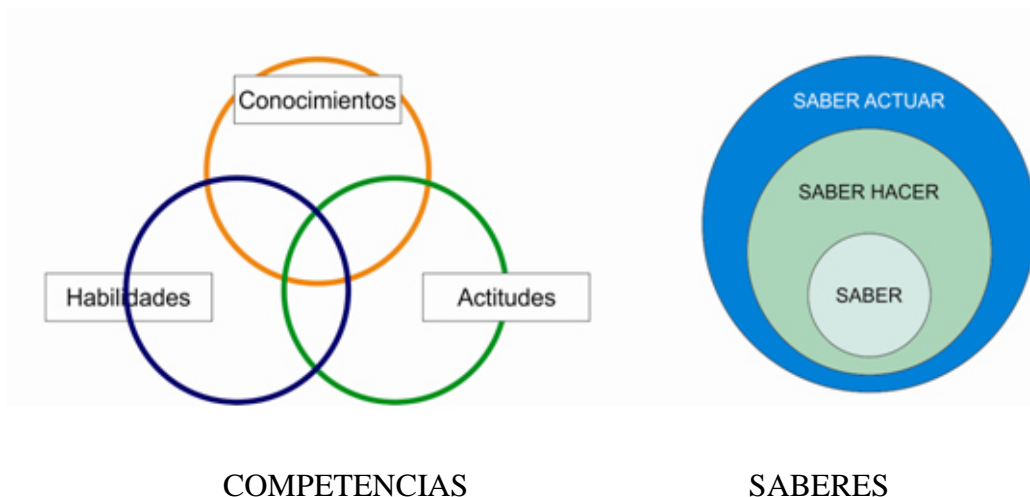 Conocimientos
Habilidades
Actitudes
SABER ACTUAR
SABER HACER
SABER
COMPETENCIAS
SABERES